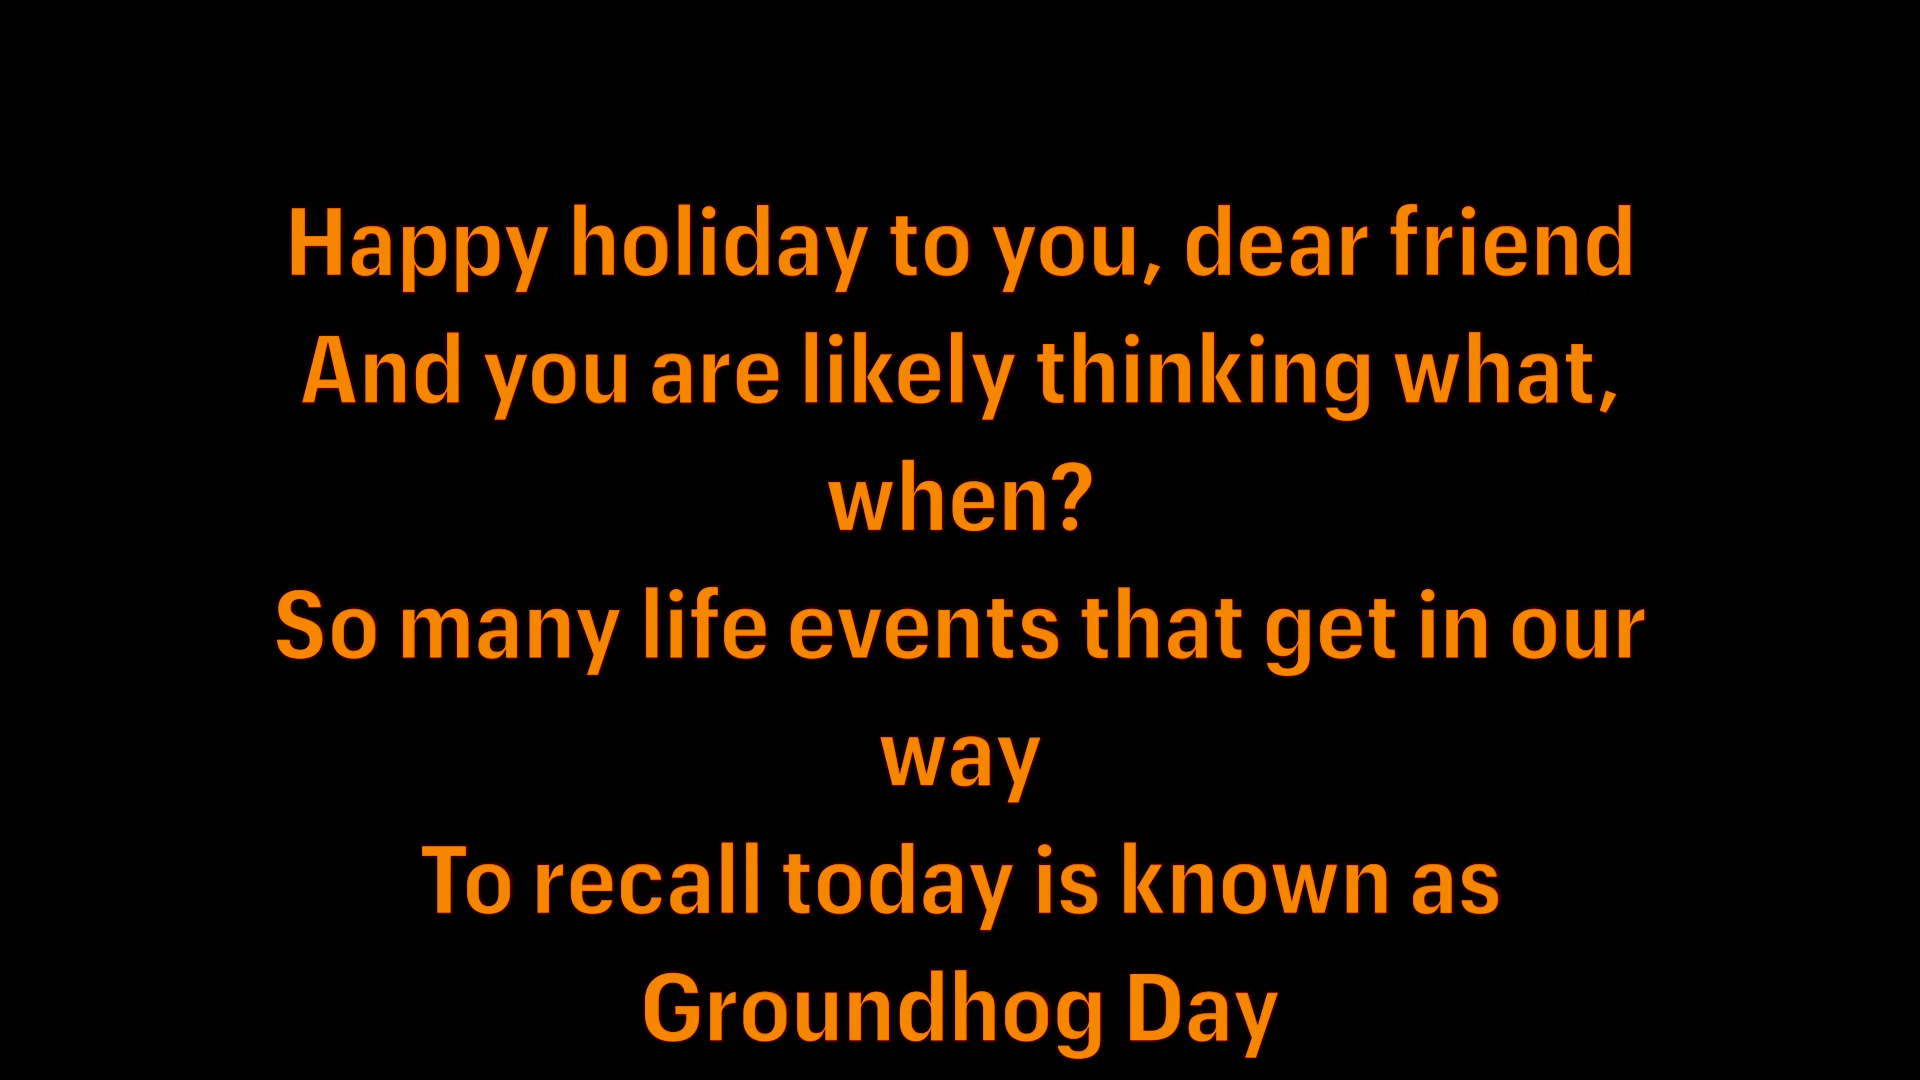 Happy holiday to you, dear friend
And you are likely thinking what,
when?
So many life events that get in our
way
To recall today is known as
Groundhog Day